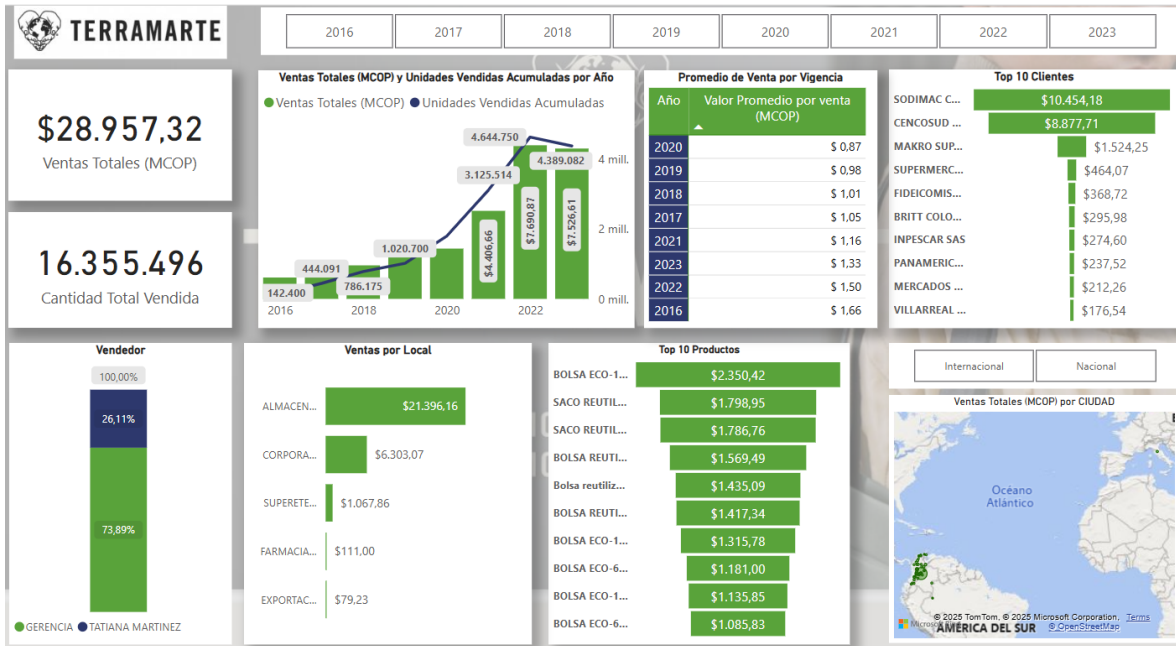 TERRAMARTE
2016
2017
2018
2019
2020
2021
2022
2023
$28.957,32
Ventas Totales (MCOP)
16.355.496
Cantidad Total Vendida
Ventas Totales (MCOP) y Unidades Vendidas Acumuladas por Año
Ventas Totales (MCOP) Unidades Vendidas Acumuladas
4.644.750
4.389.082
4 mill.
3.125.514
$7.690,87
$7.526,61
$4.406,66
2 mill.
1.020.700
444.091
786.175
142.400
0 mill.
2016 2018 2020 2022
Promedio de Venta por Vigencia
Año Valor Promedio por venta
(MCOP)
2020 $ 0,87
2019 $ 0,98
2018 $ 1,01
2017 $ 1,05
2021 $ 1,16
2023 $ 1,33
2022 $ 1,50
2016 $ 1,66
Top 10 Clientes
SODIMAC C... $10.454,18
CENCOSUD ... $8.877,71
MAKRO SUP... $1.524,25
SUPERMERC... $464,07
FIDEICOMIS... $368,72
BRITT COLO... $295,98
INPESCAR SAS $274,60
PANAMERIC... $237,52
MERCADOS ... $212,26
VILLARREAL ... $176,54
Vendedor
100,00%
26,11%
73,89%
GERENCIA TATIANA MARTINEZ
Ventas por Local
ALMACEN... $21.396,16
CORPORA... $6.303,07
SUPERETE... $1.067,86
FARMACIA... $111,00
EXPORTAC... $79,23
Top 10 Productos
BOLSA ECO-1... $2.350,42
SACO REUTIL... $1.798,95
SACO REUTIL... $1.786,76
BOLSA REUTI... $1.569,49
Bolsa reutiliz... $1.435,09
BOLSA REUTI... $1.417,34
BOLSA ECO-1... $1.315,78
BOLSA ECO-6... $1.181,00
BOLSA ECO-1... $1.135,85
BOLSA ECO-6... $1.085,83
Internacional
Nacional
Ventas Totales (MCOP) por CIUDAD
Océano
Atlántico
© 2025 TomTom, © 2025 Microsoft Corporation, Terms
AMÉRICA DEL SUR © OpenStreetMap